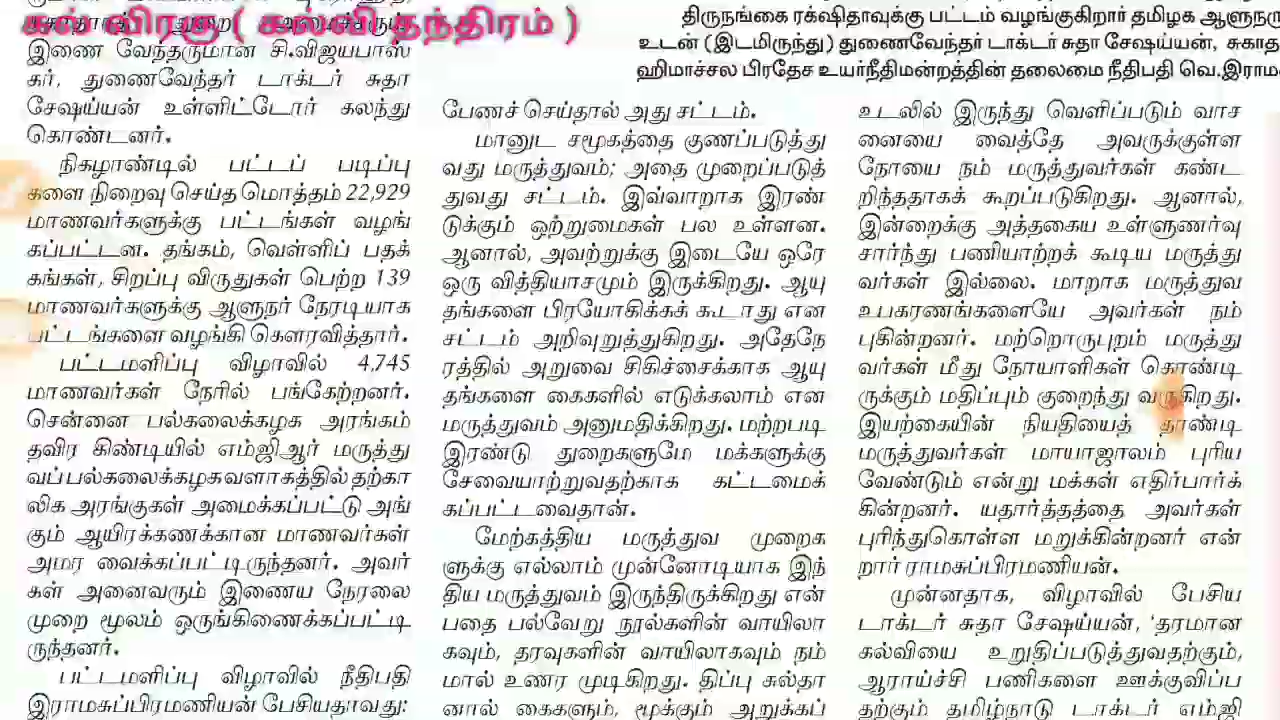 கல் விரகு ( கல்வி தந்திரம் )
இணை வேந்தருமான சி.விஜயபாஸ்
கர், துணைவேந்தர் டாக்டர் சுதா
சேஷய்யன் உள்ளிட்டோர் கலந்து
கொண்டனர்.
நிகழாண்டில் பட்டப் படிப்பு
களை நிறைவு செய்த மொத்தம் 22,929
மாணவர்களுக்கு பட்டங்கள் வழங்
கப்பட்டன. தங்கம், வெள்ளிப் பதக்
கங்கள், சிறப்பு விருதுகள் பெற்ற 139
மாணவர்களுக்கு ஆளுநர் நேரடியாக
பட்டங்களை வழங்கி கௌரவித்தார்.
பட்டமளிப்பு விழாவில் 4,745
மாணவர்கள் நேரில் பங்கேற்றனர்.
சென்னை பல்கலைக்கழக அரங்கம்
தவிர கிண்டியில் எம்ஜிஆர் மருத்து
வப் பல்கலைக்கழக வளாகத்தில் தற்கா
லிக அரங்குகள் அமைக்கப்பட்டு அங்
கும் ஆயிரக்கணக்கான மாணவர்கள்
அமர வைக்கப்பட்டிருந்தனர். அவர்
கள் அனைவரும் இணைய நேரலை
முறை மூலம் ஒருங்கிணைக்கப்பட்டி
ருந்தனர்.
பட்டமளிப்பு விழாவில் நீதிபதி
இராமசுப்பிரமணியன் பேசியதாவது:
திருநங்கை ரக்ஷிதாவுக்கு பட்டம் வழங்குகிறார் தமிழக ஆளுநரு
உடன் (இடமிருந்து) துணைவேந்தர் டாக்டர் சுதா சேஷய்யன், சுகாத
ஹிமாச்சல பிரதேச உயர்நீதிமன்றத்தின் தலைமை நீதிபதி வெ.இராம
பேணச் செய்தால் அது சட்டம்.
மானுட சமூகத்தை குணப்படுத்து
வது மருத்துவம்; அதை முறைப்படுத்
துவது சட்டம். இவ்வாறாக இரண்
டுக்கும் ஒற்றுமைகள் பல உள்ளன.
ஆனால், அவற்றுக்கு இடையே ஒரே
ஒரு வித்தியாசமும் இருக்கிறது. ஆயு
தங்களை பிரயோகிக்கக் கூடாது என
சட்டம் அறிவுறுத்துகிறது. அதேநே
ரத்தில் அறுவை சிகிச்சைக்காக ஆயு
தங்களை கைகளில் எடுக்கலாம் என
மருத்துவம் அனுமதிக்கிறது. மற்றபடி
இரண்டு துறைகளுமே மக்களுக்கு
சேவையாற்றுவதற்காக கட்டமைக்
கப்பட்டவைதான்.
மேற்கத்திய மருத்துவ முறைக
ளுக்கு எல்லாம் முன்னோடியாக இந்
திய மருத்துவம் இருந்திருக்கிறது என்
பதை பல்வேறு நூல்களின் வாயிலா
கவும், தரவுகளின் வாயிலாகவும் நம்
மால் உணர முடிகிறது. திப்பு சுல்தா
னால் கைகளும், மூக்கும் அறுக்கப்
உடலில் இருந்து வெளிப்படும் வாச
னையை வைத்தே அவருக்குள்ள
நோயை நம் மருத்துவர்கள் கண்ட
றிந்ததாகக் கூறப்படுகிறது. ஆனால்,
இன்றைக்கு அத்தகைய உள்ளுணர்வு
சார்ந்து பணியாற்றக் கூடிய மருத்து
வர்கள் இல்லை. மாறாக மருத்துவ
உபகரணங்களையே அவர்கள் நம்
புகின்றனர். மற்றொருபுறம் மருத்து
வர்கள் மீது நோயாளிகள் கொண்டி
ருக்கும் மதிப்பும் குறைந்து வருகிறது.
இயற்கையின் நியதியைத் தாண்டி
மருத்துவர்கள் மாயாஜாலம் புரிய
வேண்டும் என்று மக்கள் எதிர்பார்க்
கின்றனர். யதார்த்தத்தை அவர்கள்
புரிந்துகொள்ள மறுக்கின்றனர் என்
றார் ராமசுப்பிரமணியன்.
முன்னதாக, விழாவில் பேசிய
டாக்டர் சுதா சேஷய்யன், 'தரமான
கல்வியை உறுதிப்படுத்துவதற்கும்,
ஆராய்ச்சி பணிகளை ஊக்குவிப்ப
தற்கும் தமிழ்நாடு டாக்டர் எம்ஜி